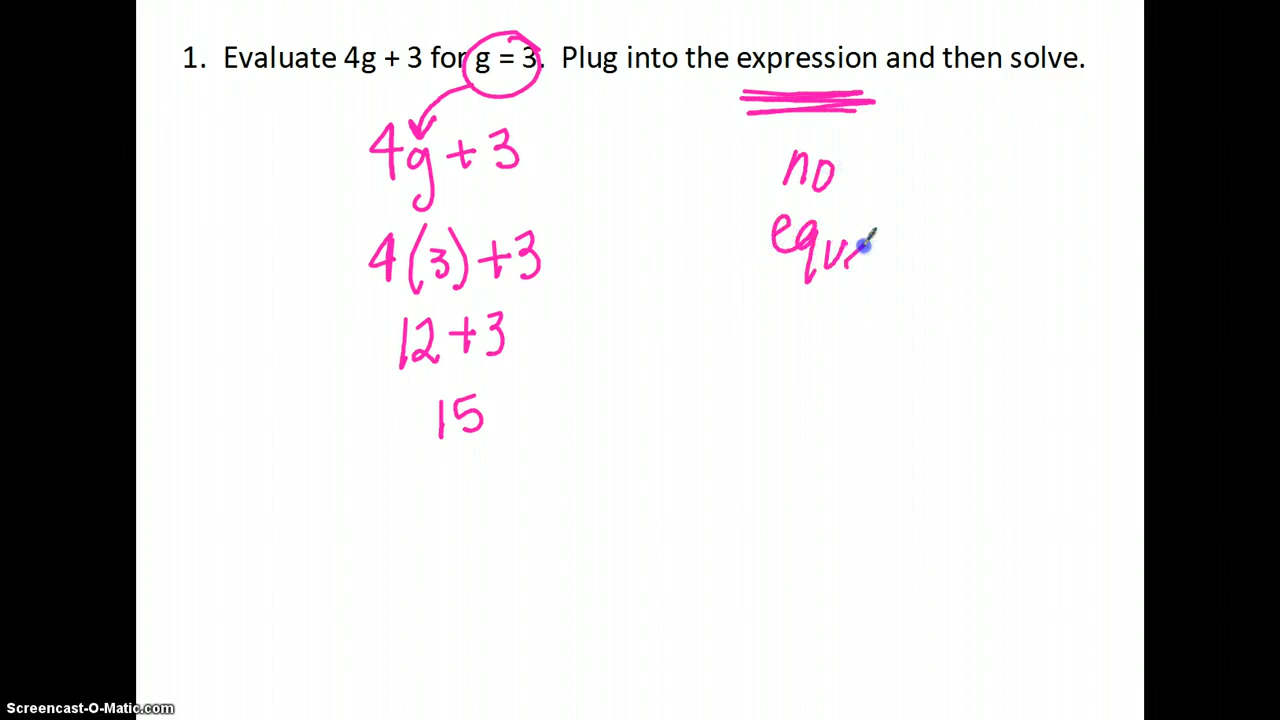 1. Evaluate 4g + 3 for g = 3. Plug into the expression and then solve.
4g + 3
4(3) + 3
12 + 3
15
no
Screencast-O-Matic.com